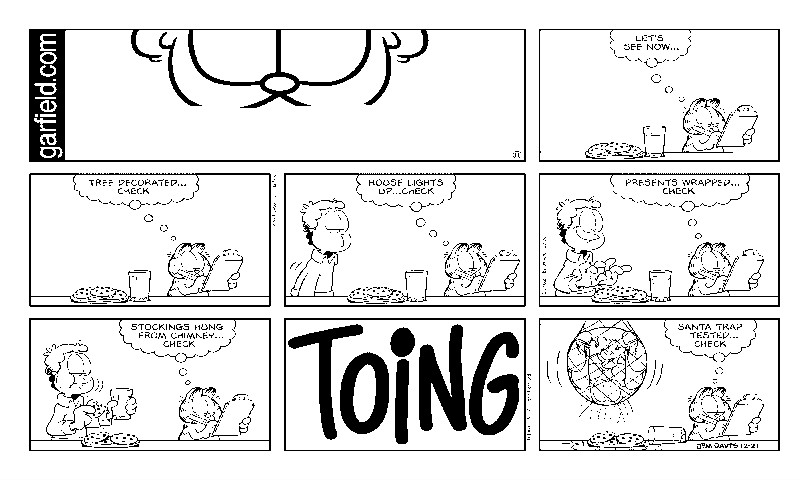 garfield.com
LET'S
SEE NOW...
TREE DECORATED...
CHECK
HOUSE LIGHTS
UP...CHECK
PRESENTS WRAPPED...
CHECK
STOCKINGS HUNG
FROM CHIMNEY...
CHECK
TOING
SANTA TRAP
TESTED...
CHECK
JIM DAVIS 12-21